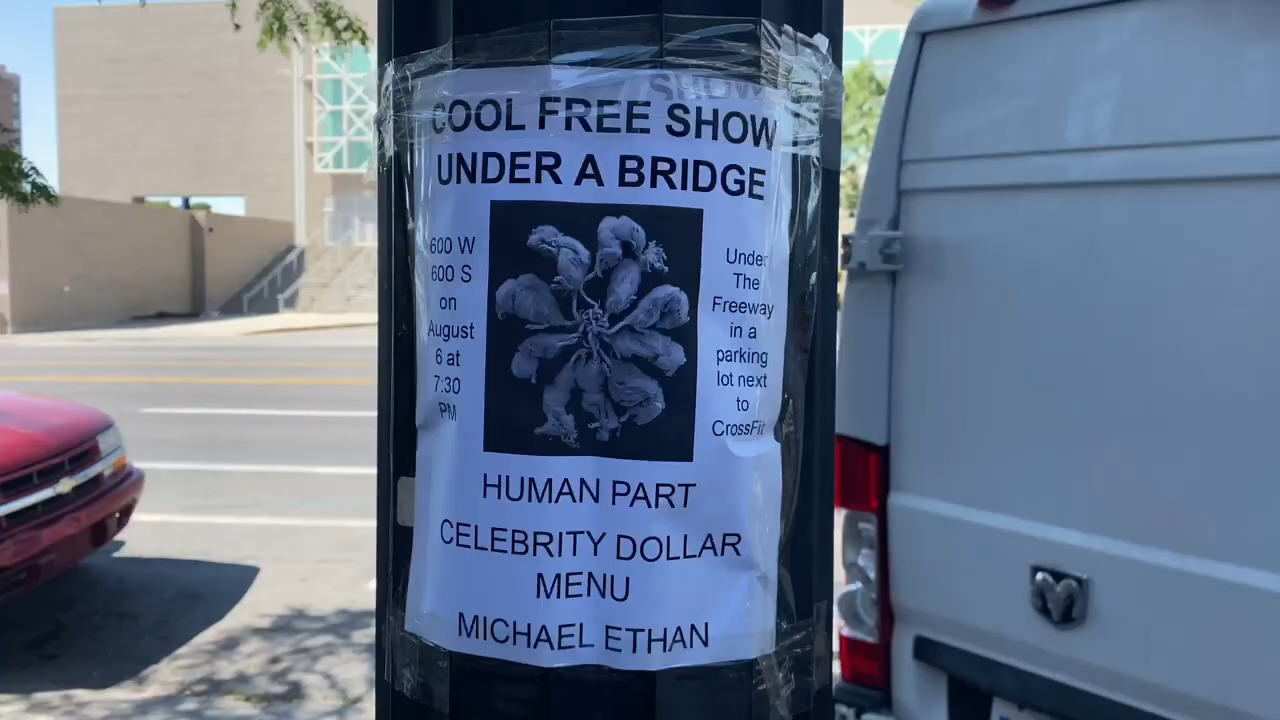 SHOW
COOL FREE SHOW
UNDER A BRIDGE
600 W
600 S
on
August
6 at
7:30
PM
Under
The
Freeway
in a
parking
lot next
to
CrossFit
HUMAN PART
CELEBRITY DOLLAR
MENU
MICHAEL ETHAN